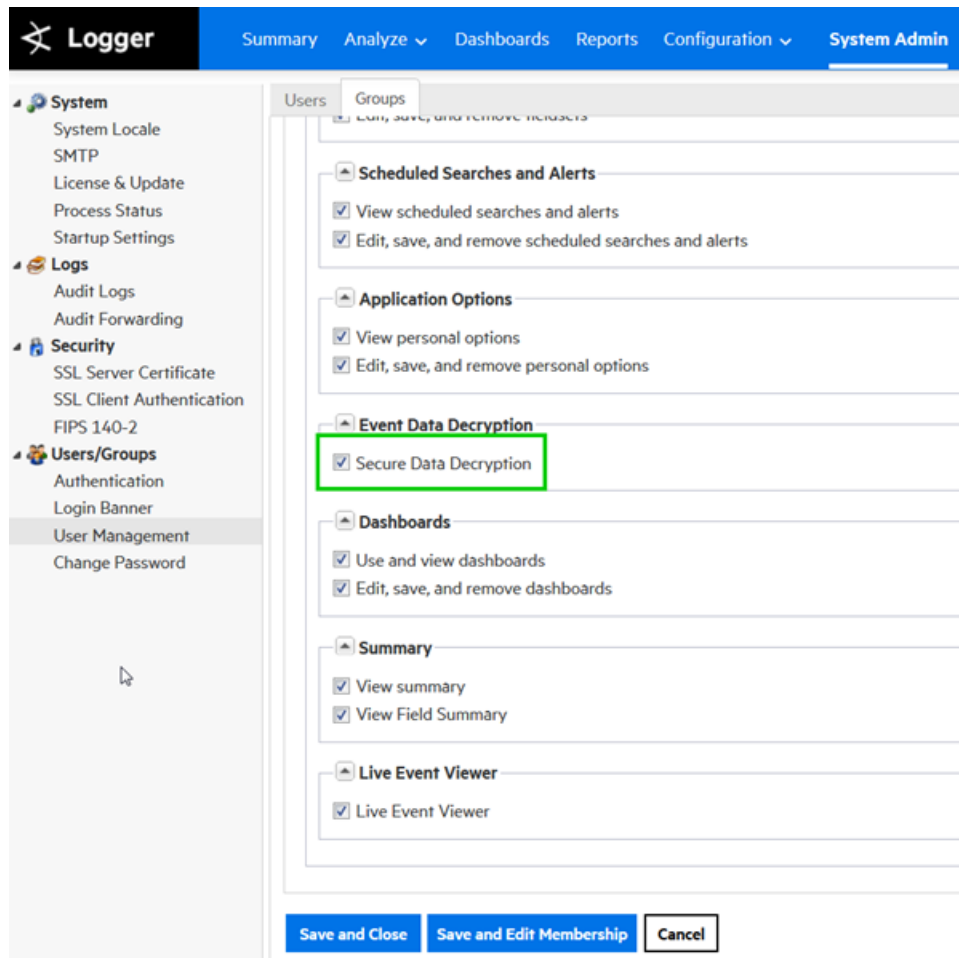 Logger
Summary Analyze Dashboards Reports Configuration System Admin
System
System Locale
SMTP
License & Update
Process Status
Startup Settings
Logs
Audit Logs
Audit Forwarding
Security
SSL Server Certificate
SSL Client Authentication
FIPS 140-2
Users/Groups
Authentication
Login Banner
User Management
Change Password
Users Groups
Edit, save, and remove fieldsets
Scheduled Searches and Alerts
View scheduled searches and alerts
Edit, save, and remove scheduled searches and alerts
Application Options
View personal options
Edit, save, and remove personal options
Event Data Decryption
Secure Data Decryption
Dashboards
Use and view dashboards
Edit, save, and remove dashboards
Summary
View summary
View Field Summary
Live Event Viewer
Live Event Viewer
Save and Close Save and Edit Membership Cancel